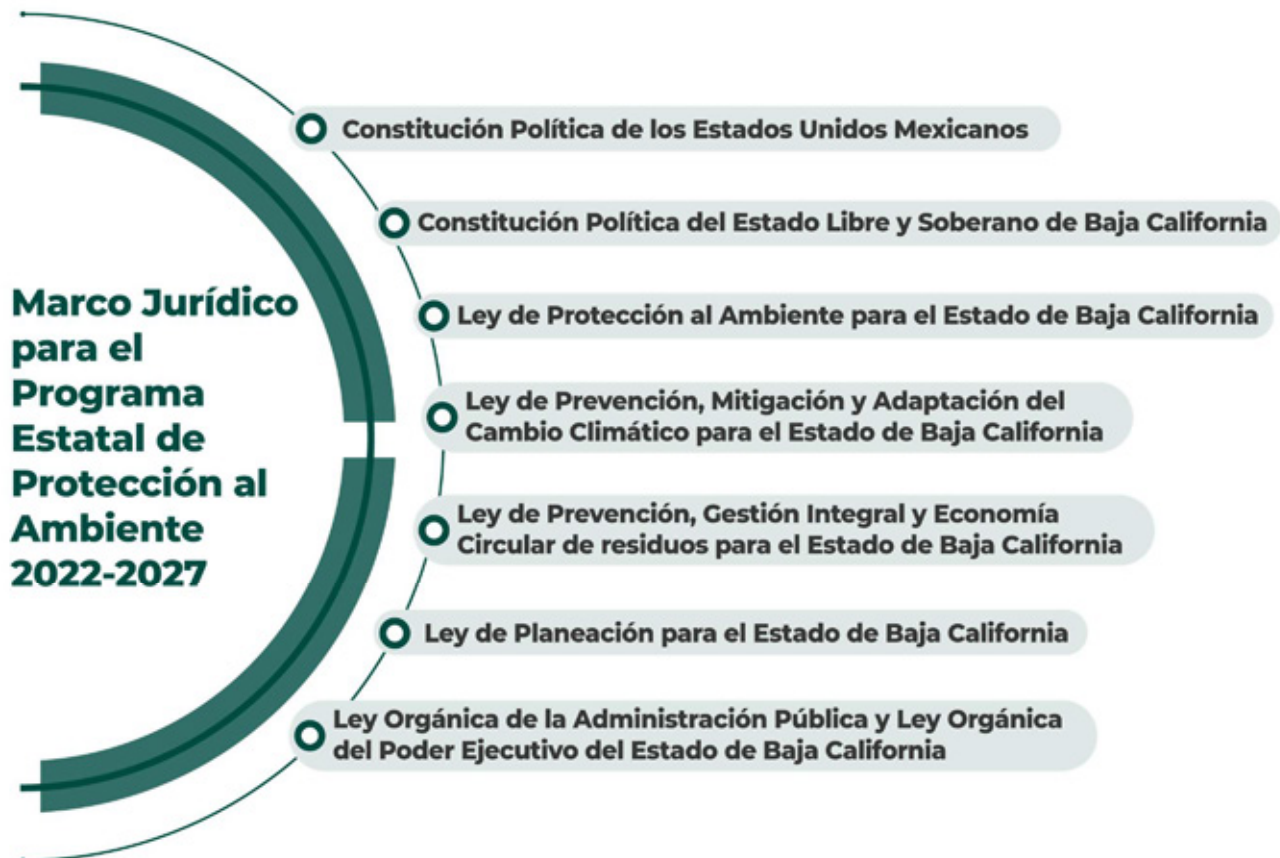 Marco Jurídico
para el
Programa
Estatal de
Protección al
Ambiente
2022-2027
Constitución Política de los Estados Unidos Mexicanos
Constitución Política del Estado Libre y Soberano de Baja California
Ley de Protección al Ambiente para el Estado de Baja California
Ley de Prevención, Mitigación y Adaptación del
Cambio Climático para el Estado de Baja California
Ley de Prevención, Gestión Integral y Economía
Circular de residuos para el Estado de Baja California
Ley de Planeación para el Estado de Baja California
Ley Orgánica de la Administración Pública y Ley Orgánica
del Poder Ejecutivo del Estado de Baja California